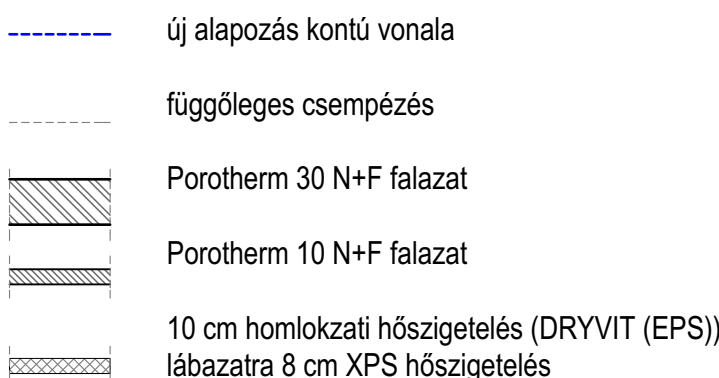 új alapozás kontú vonala
függőleges csempézés
Porotherm 30 N+F falazat
Porotherm 10 N+F falazat
10 cm homlokzati hőszigetelés (DRYVIT (EPS))
lábazatra 8 cm XPS hőszigetelés